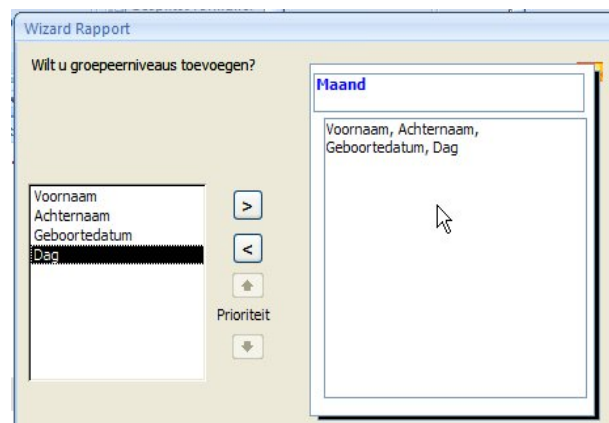 Wizard Rapport
Wilt u groepeerniveaus toevoegen?
Maand
Voornaam, Achternaam,
Geboortedatum, Dag
Voornaam
Achternaam
Geboortedatum
Dag
>
<
Prioriteit